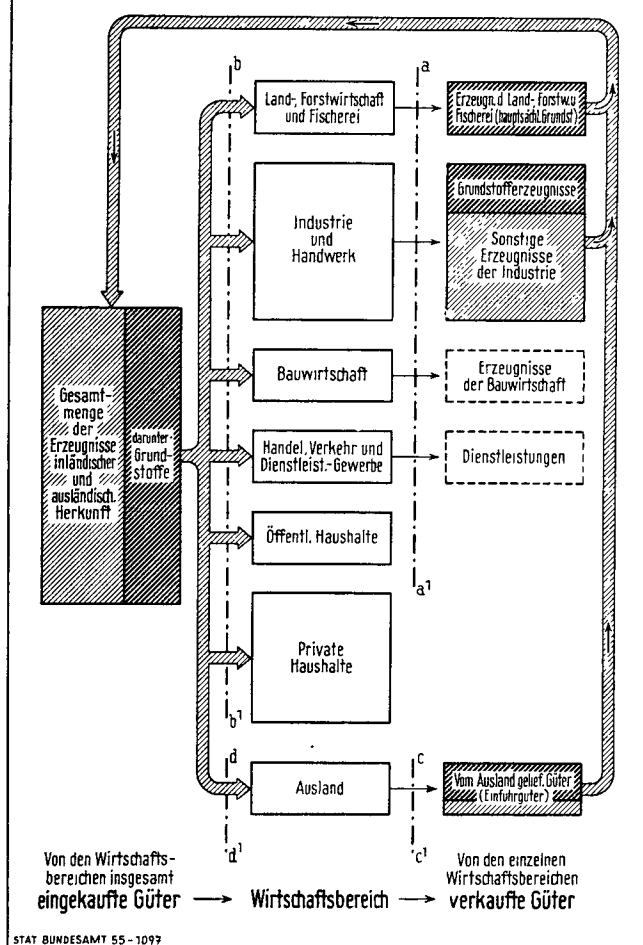 b
a
Land-, Forstwirtschaft
und Fischerei
Erzeugn. d. Land-, Forstw. u
Fischerei (hauptsächl. Grundst)
Industrie
und
Handwerk
Grundstofferzeugnisse
Sonstige
Erzeugnisse
der Industrie
Gesamt-
menge
der
Erzeugnisse
inländischer
und
ausländisch.
Herkunft
darunter
Grund-
stoffe
Bauwirtschaft
Erzeugnisse
der Bauwirtschaft
Handel, Verkehr und
Dienstleist.-Gewerbe
Dienstleistungen
Öffentl. Haushalte
a¹
Private
Haushalte
b¹
d
c
Ausland
Vom Ausland gelief. Güter
(Einfuhrguter)
d¹
c¹
Von den Wirtschafts-
bereichen insgesamt
eingekaufte Güter
Wirtschaftsbereich
Von den einzelnen
Wirtschaftsbereichen
verkaufte Güter
STAT BUNDESAMT 55 - 1097